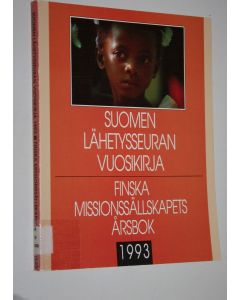 SUOMEN
LÄHETYSSEURAN
VUOSIKIRJA
FINSKA
MISSIONSSÄLLSKAPETS
ÅRSBOK
1993